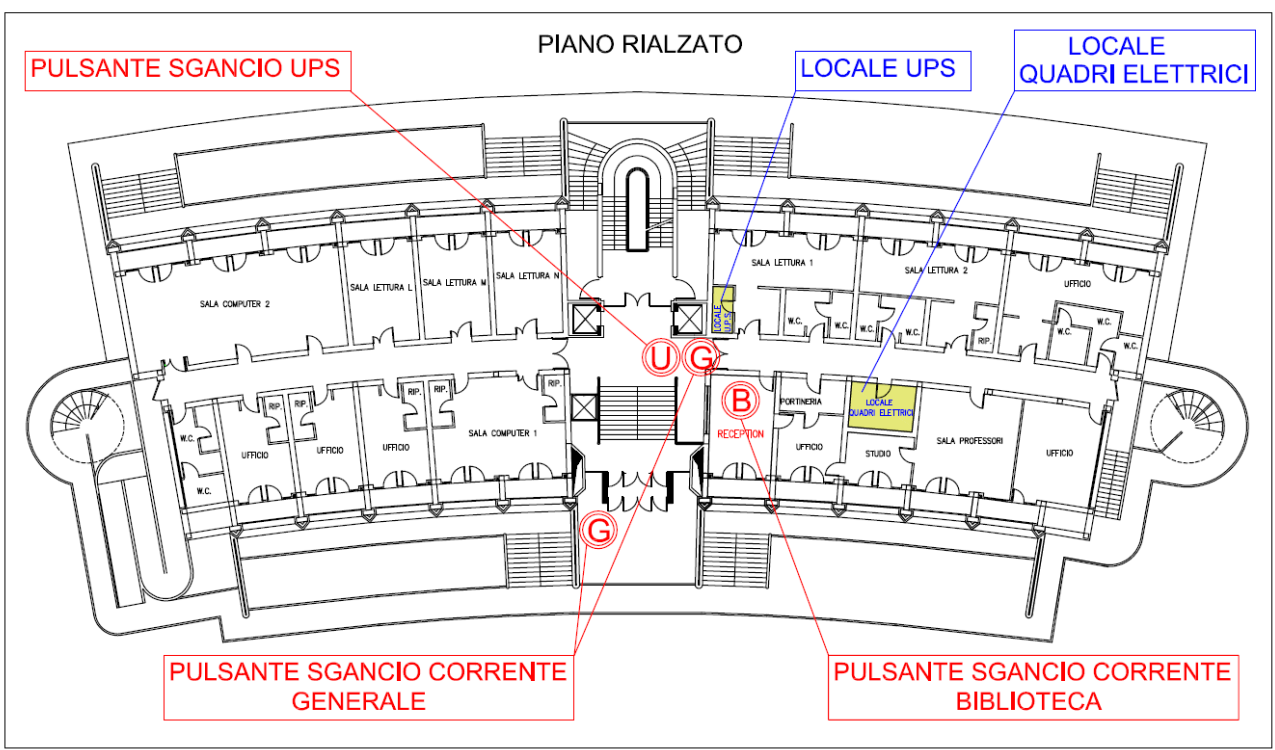 PIANO RIALZATO
PULSANTE SGANCIO UPS
LOCALE UPS
LOCALE
QUADRI ELETTRICI
SALA COMPUTER 2
SALA LETTURA L
SALA LETTURA M
SALA LETTURA N
SALA LETTURA 1
SALA LETTURA 2
UFFICIO
LOCALE
U.P.S.
W.C.
W.C.
W.C.
W.C.
RIP.
W.C.
W.C.
W.C.
U
G
W.C.
W.C.
UFFICIO
RIP.
RIP.
UFFICIO
RIP.
UFFICIO
RIP.
SALA COMPUTER 1
RIP.
B
RECEPTION
PORTINERIA
UFFICIO
LOCALE
QUADRI ELETTRICI
STUDIO
SALA PROFESSORI
UFFICIO
G
PULSANTE SGANCIO CORRENTE
GENERALE
PULSANTE SGANCIO CORRENTE
BIBLIOTECA